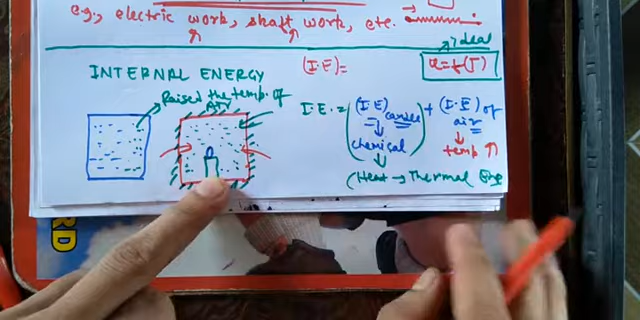 e.g., electric work, shaft work, etc.
ideal
u=f(T)
INTERNAL ENERGY
(I.E)=
Raised the temp. of
I.E.= (I.E) candle + (I.E) of air
chemical
temp ↑
(Heat → Thermal
RD